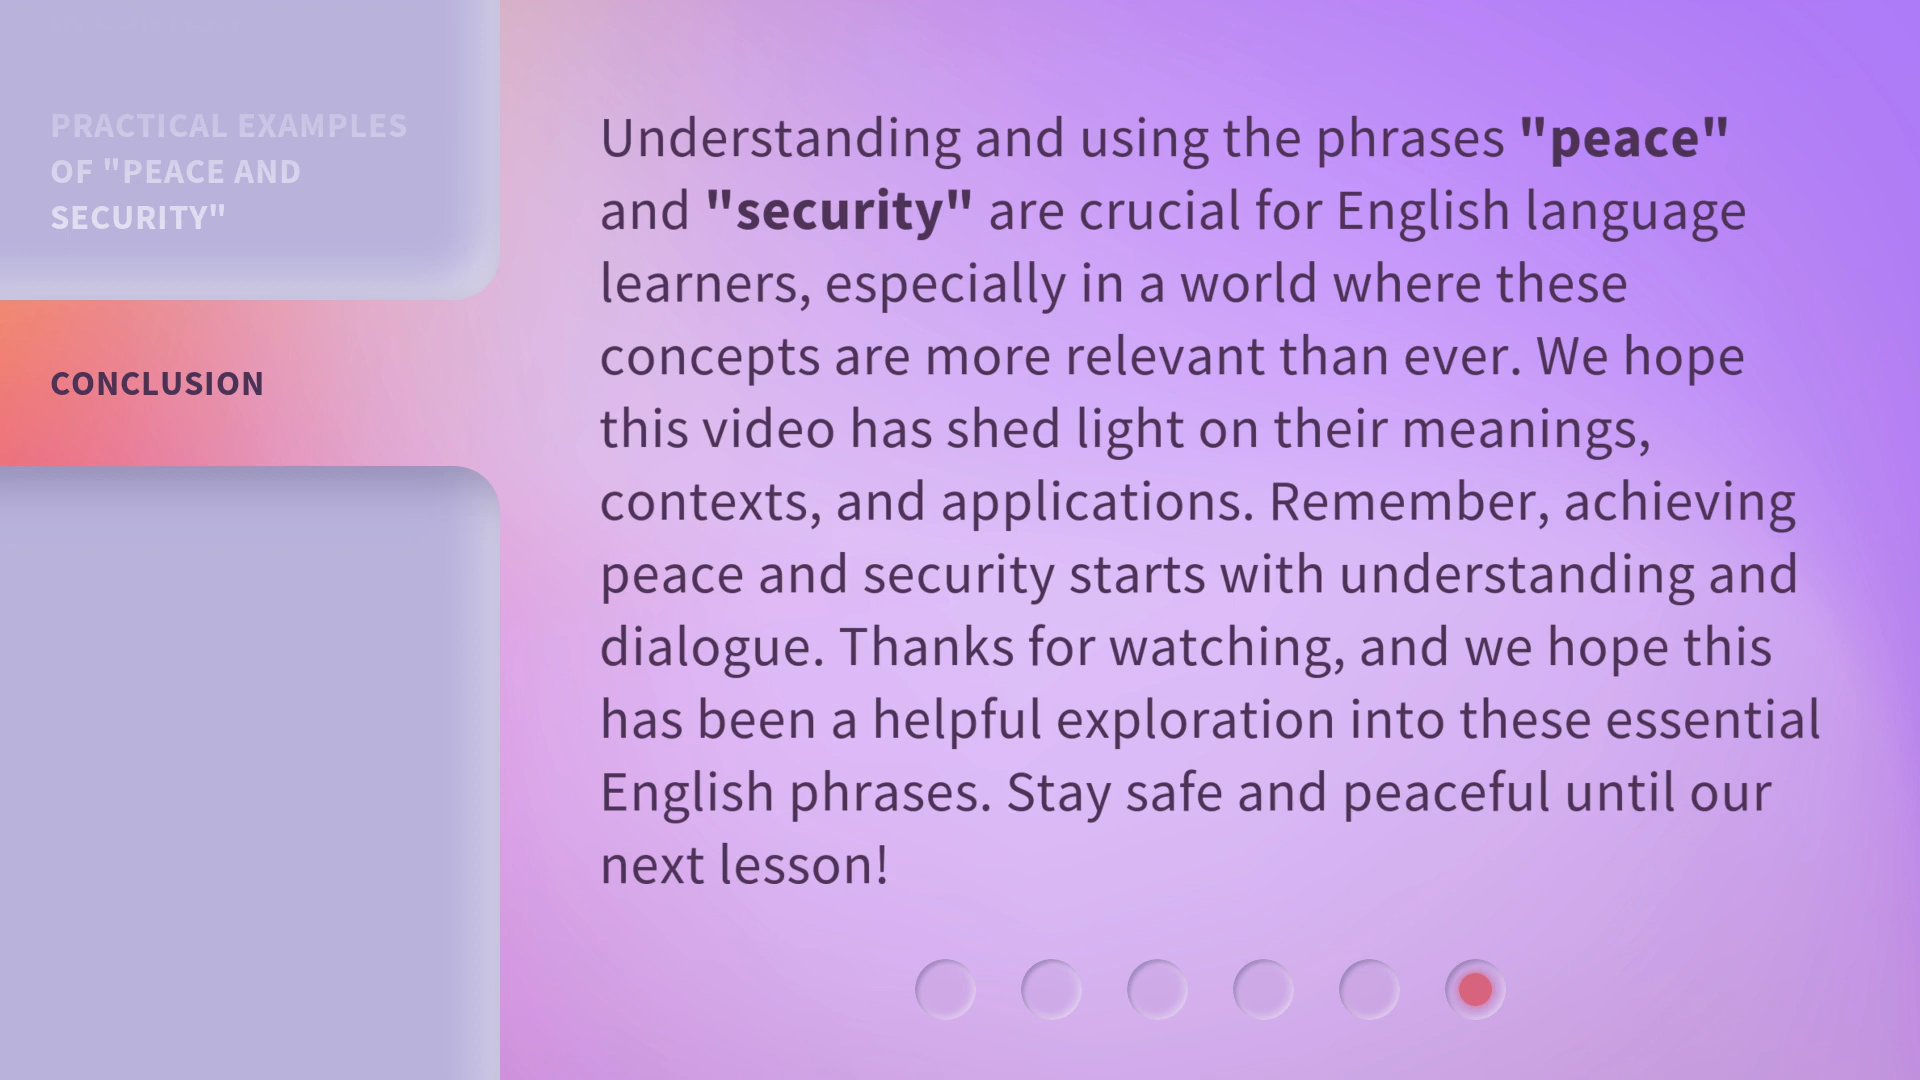 PRACTICAL EXAMPLES
OF "PEACE AND
SECURITY"
CONCLUSION
Understanding and using the phrases "peace"
and "security" are crucial for English language
learners, especially in a world where these
concepts are more relevant than ever. We hope
this video has shed light on their meanings,
contexts, and applications. Remember, achieving
peace and security starts with understanding and
dialogue. Thanks for watching, and we hope this
has been a helpful exploration into these essential
English phrases. Stay safe and peaceful until our
next lesson!